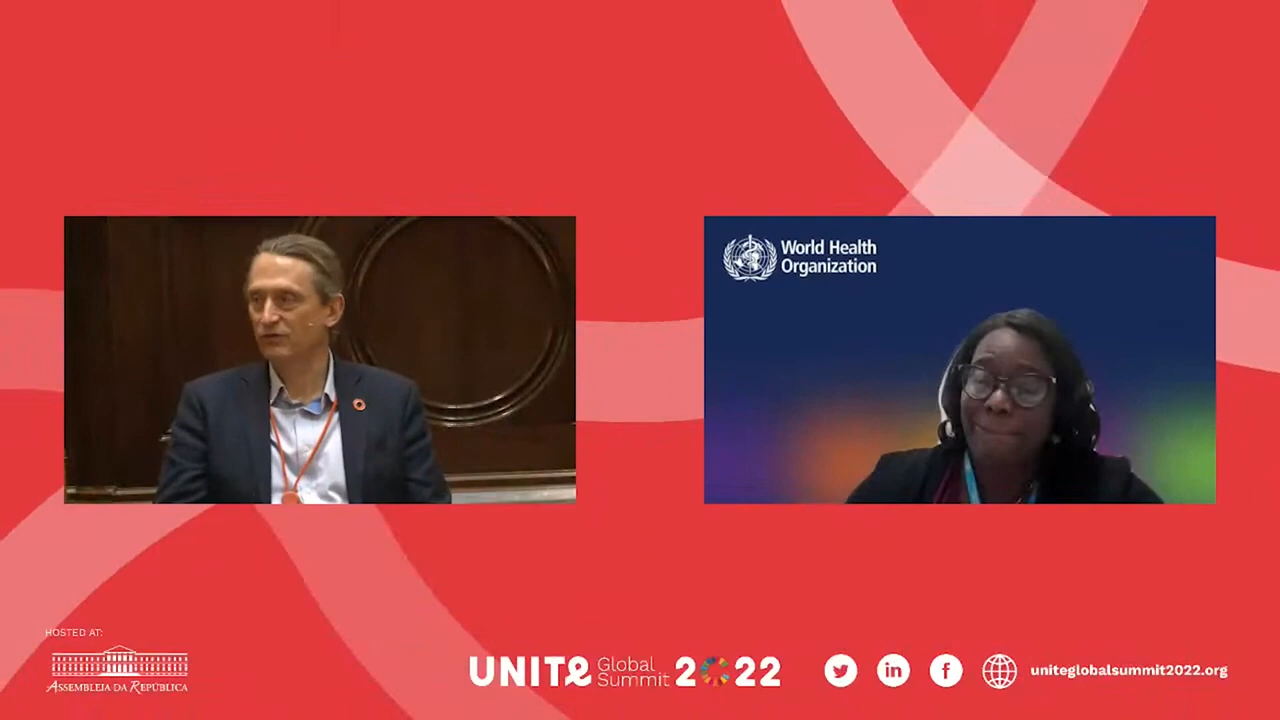 World Health
Organization
HOSTED AT:
ASSEMBLEIA DA REPÚBLICA
UNITE
Global
Summit
2022
uniteglobalsummit2022.org